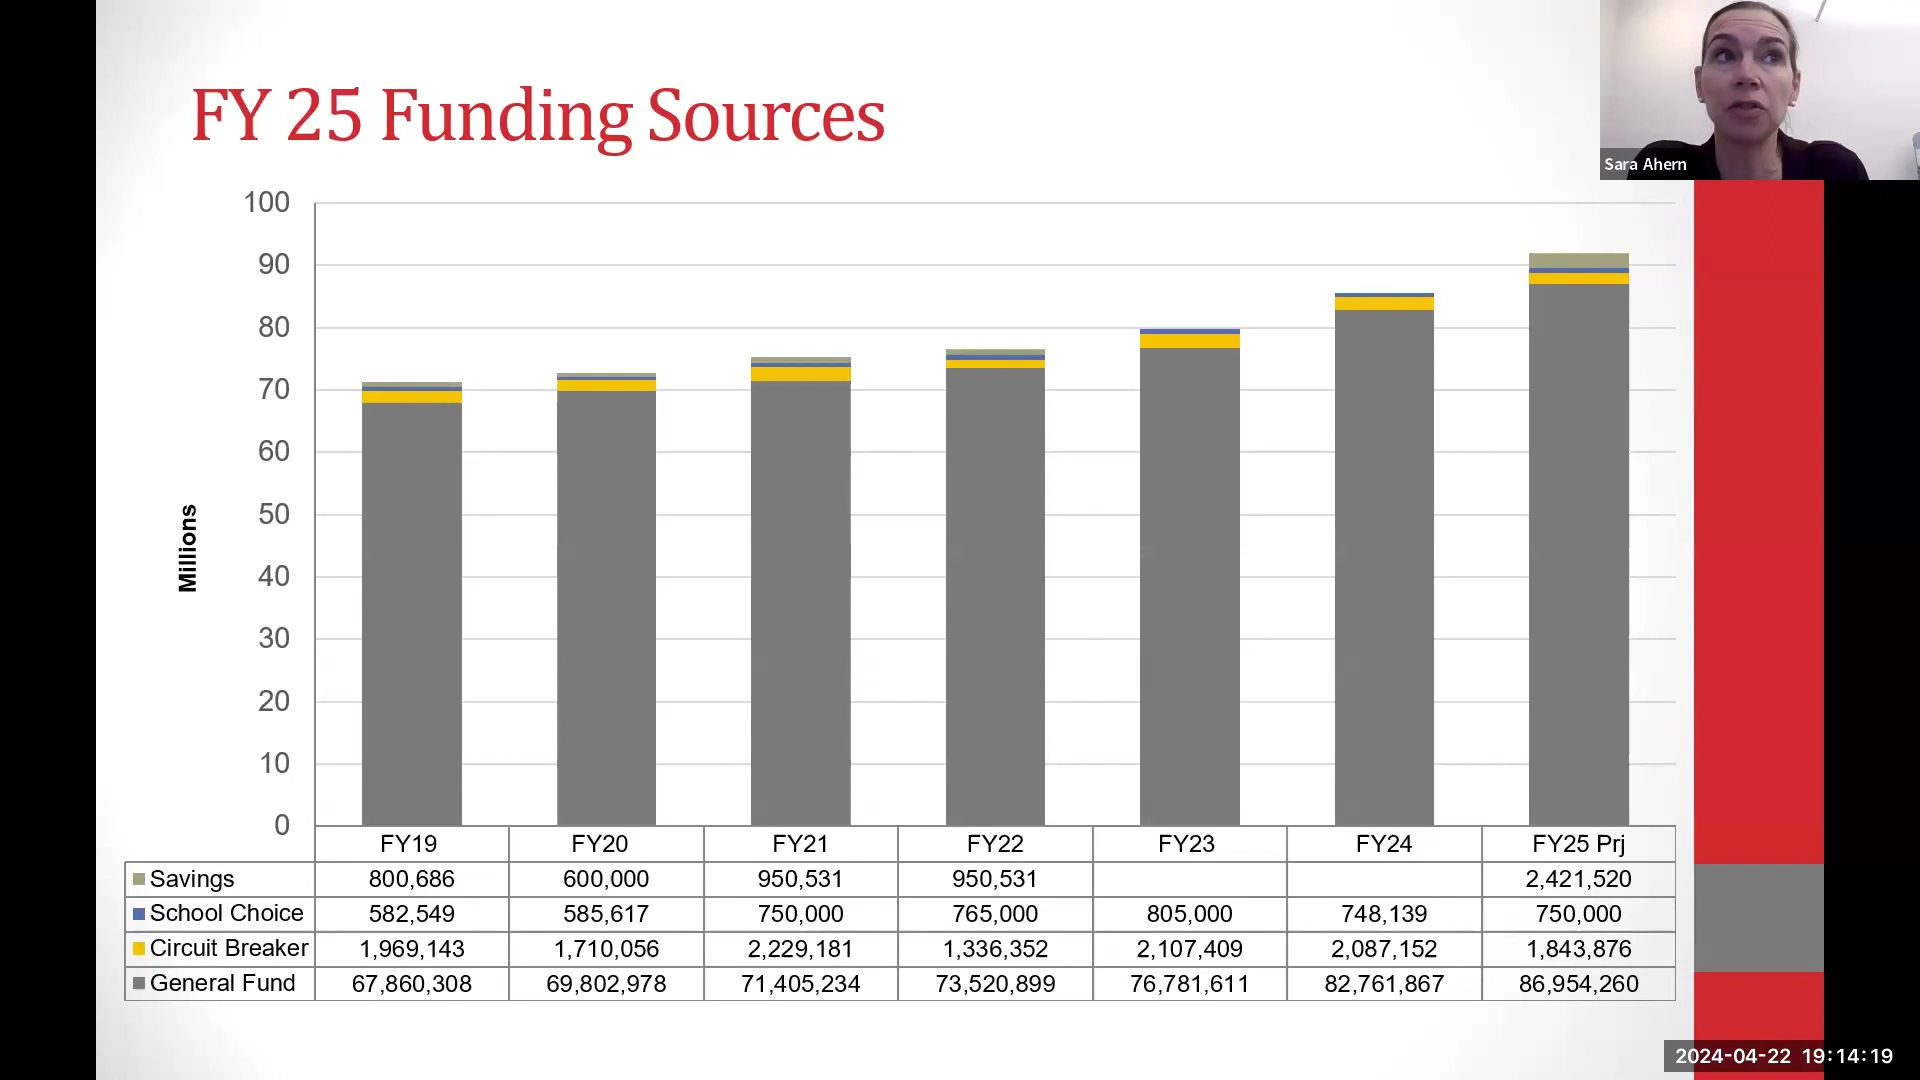 FY 25 Funding Sources
Sara Ahern
100
90
80
70
60
50
40
30
20
10
0
Millions
FY19 FY20 FY21 FY22 FY23 FY24 FY25 Prj
Savings 800,686 600,000 950,531 950,531 2,421,520
School Choice 582,549 585,617 750,000 765,000 805,000 748,139 750,000
Circuit Breaker 1,969,143 1,710,056 2,229,181 1,336,352 2,107,409 2,087,152 1,843,876
General Fund 67,860,308 69,802,978 71,405,234 73,520,899 76,781,611 82,761,867 86,954,260
2024-04-22 19:14:19